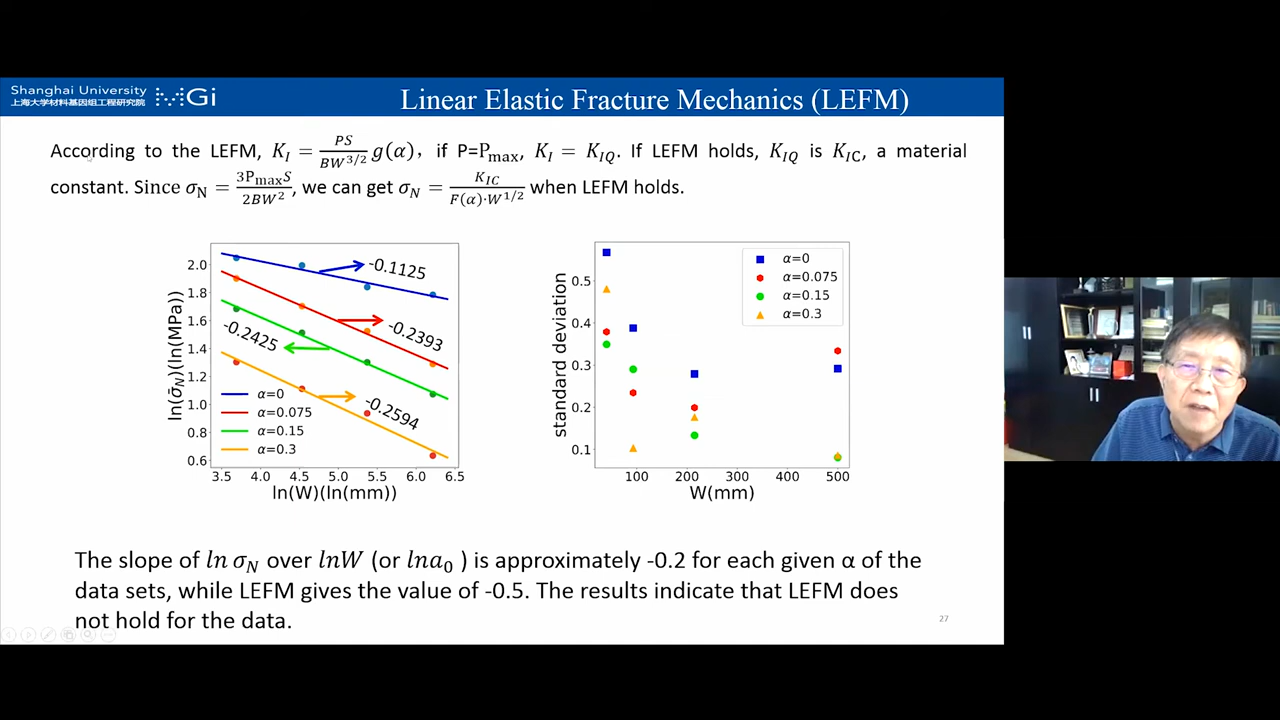 Shanghai University
上海大学材料基因组工程研究院
MGi
Linear Elastic Fracture Mechanics (LEFM)
According to the LEFM, K_I = PS/BW^{3/2} g(α), if P=P_max, K_I = K_IQ. If LEFM holds, K_IQ is K_IC, a material
constant. Since σ_N = 3P_max S/2BW^2, we can get σ_N = K_IC/F(α)·W^{1/2} when LEFM holds.
ln(σ̄_N)(ln(MPa))
2.0
1.8
1.6
1.4
1.2
1.0
0.8
0.6
-0.1125
-0.2393
-0.2425
-0.2594
α=0
α=0.075
α=0.15
α=0.3
3.5 4.0 4.5 5.0 5.5 6.0 6.5
ln(W)(ln(mm))
standard deviation
0.5
0.4
0.3
0.2
0.1
α=0
α=0.075
α=0.15
α=0.3
100 200 300 400 500
W(mm)
The slope of ln σ_N over lnW (or lna_0 ) is approximately -0.2 for each given α of the
data sets, while LEFM gives the value of -0.5. The results indicate that LEFM does
not hold for the data.
27